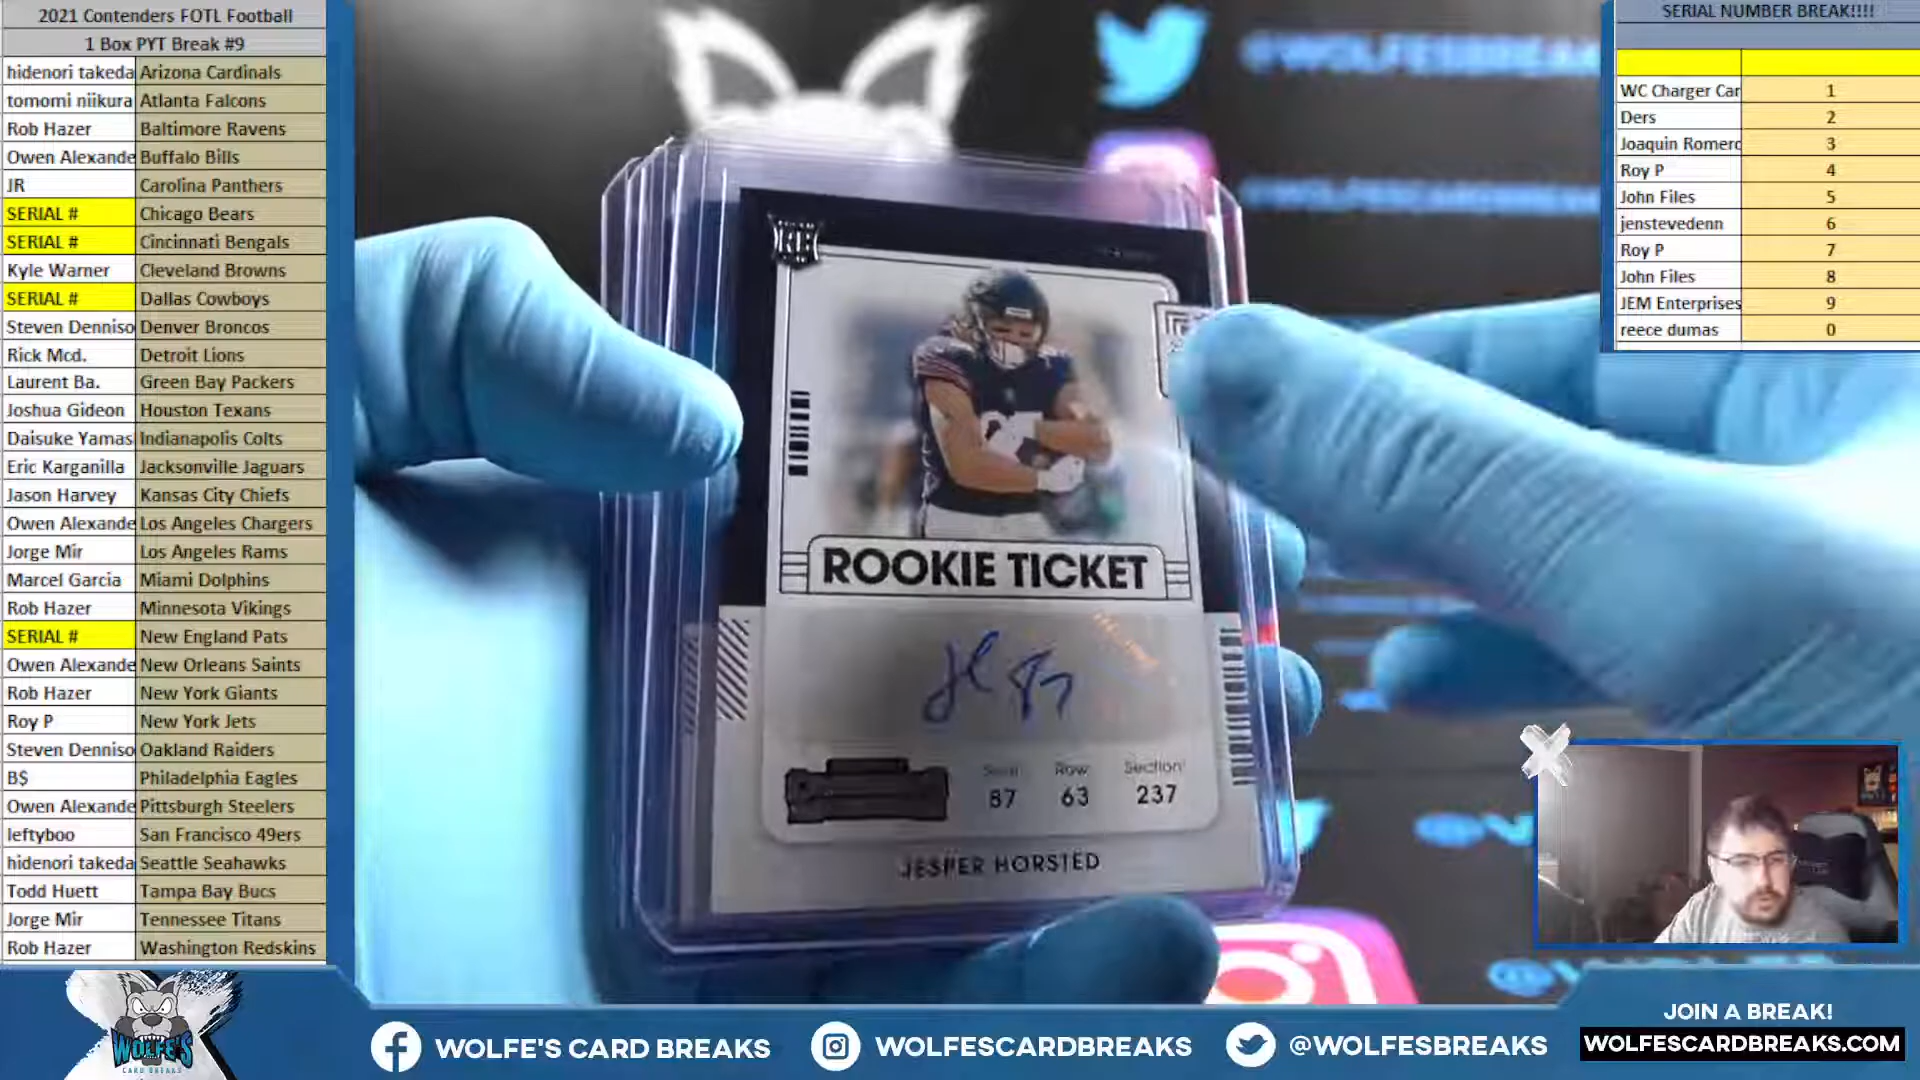 2021 Contenders FOTL Football
1 Box PYT Break #9
hidenori takeda Arizona Cardinals
tomomi niikura Atlanta Falcons
Rob Hazer Baltimore Ravens
Owen Alexande Buffalo Bills
JR Carolina Panthers
SERIAL # Chicago Bears
SERIAL # Cincinnati Bengals
Kyle Warner Cleveland Browns
SERIAL # Dallas Cowboys
Steven Denniso Denver Broncos
Rick Mcd. Detroit Lions
Laurent Ba. Green Bay Packers
Joshua Gideon Houston Texans
Daisuke Yamas Indianapolis Colts
Eric Karganilla Jacksonville Jaguars
Jason Harvey Kansas City Chiefs
Owen Alexande Los Angeles Chargers
Jorge Mir Los Angeles Rams
Marcel Garcia Miami Dolphins
Rob Hazer Minnesota Vikings
SERIAL # New England Pats
Owen Alexande New Orleans Saints
Rob Hazer New York Giants
Roy P New York Jets
Steven Denniso Oakland Raiders
B$ Philadelphia Eagles
Owen Alexande Pittsburgh Steelers
leftyboo San Francisco 49ers
hidenori takeda Seattle Seahawks
Todd Huett Tampa Bay Bucs
Jorge Mir Tennessee Titans
Rob Hazer Washington Redskins
@WOLFESBREAK
@WOLFESCARDBREAKS
ROOKIE TICKET
Seat Row Section
87 63 237
JESPER HORSTED
SERIAL NUMBER BREAK!!!!
WC Charger Car 1
Ders 2
Joaquin Romero 3
Roy P 4
John Files 5
jenstevedenn 6
Roy P 7
John Files 8
JEM Enterprises 9
reece dumas 0
WOLFE'S
CARD BREAKS
WOLFE'S CARD BREAKS
WOLFESCARDBREAKS
@WOLFESBREAKS
JOIN A BREAK!
WOLFESCARDBREAKS.COM